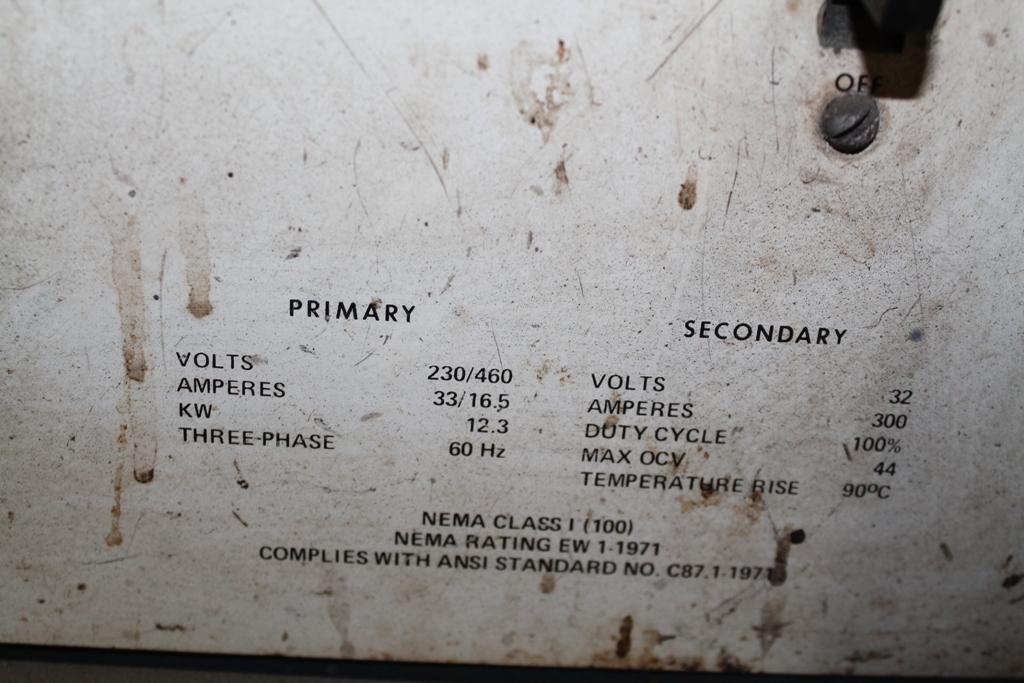 OFF
PRIMARY
VOLTS 230/460
AMPERES 33/16.5
KW 12.3
THREE-PHASE 60 Hz
SECONDARY
VOLTS 32
AMPERES 300
DUTY CYCLE 100%
MAX OCV 44
TEMPERATURE RISE 90ºC
NEMA CLASS I (100)
NEMA RATING EW 1-1971
COMPLIES WITH ANSI STANDARD NO. C87.1-1971